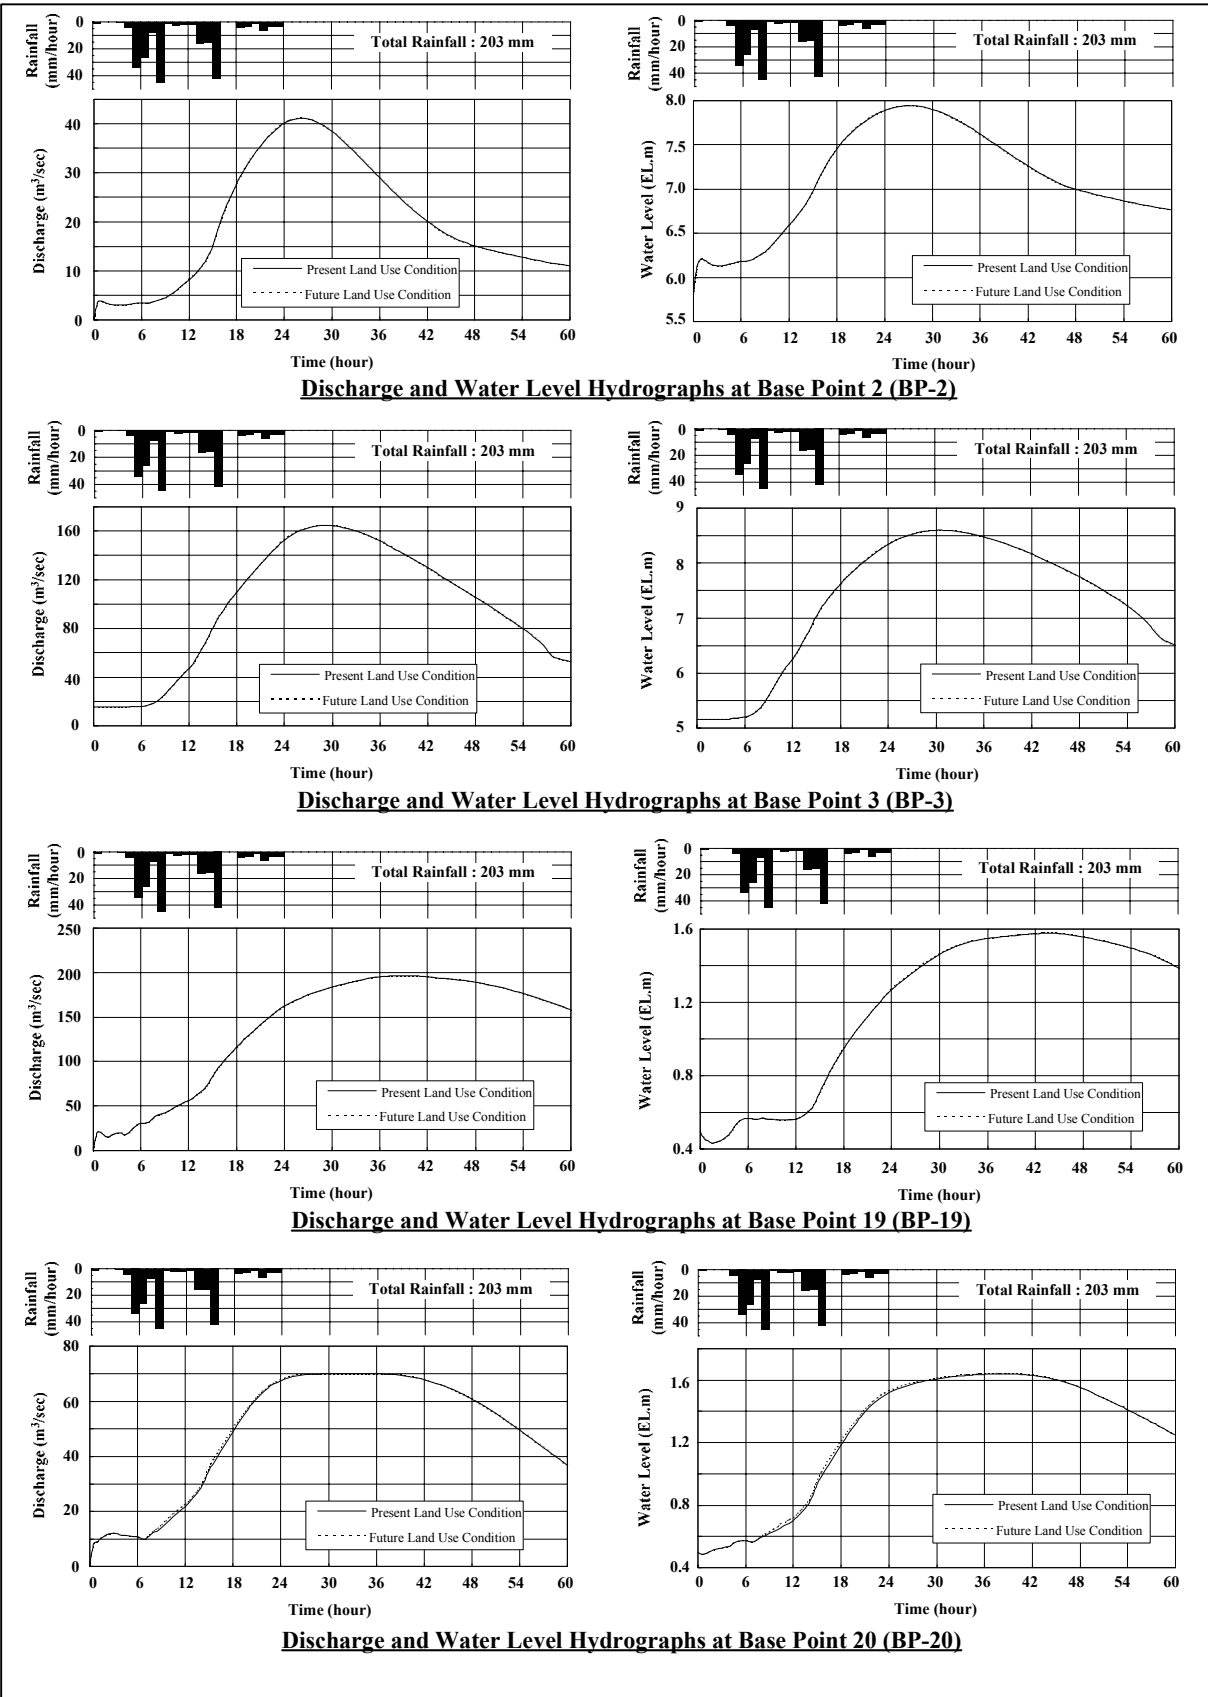 Rainfall (mm/hour)
0
20
40
Total Rainfall : 203 mm
Discharge (m³/sec)
40
30
20
10
0
Present Land Use Condition
Future Land Use Condition
0 6 12 18 24 30 36 42 48 54 60
Time (hour)
Rainfall (mm/hour)
0
20
40
Total Rainfall : 203 mm
Water Level (EL.m)
8.0
7.5
7.0
6.5
6.0
5.5
Present Land Use Condition
Future Land Use Condition
0 6 12 18 24 30 36 42 48 54 60
Time (hour)
Discharge and Water Level Hydrographs at Base Point 2 (BP-2)
Rainfall (mm/hour)
0
20
40
Total Rainfall : 203 mm
Discharge (m³/sec)
160
120
80
40
0
Present Land Use Condition
Future Land Use Condition
0 6 12 18 24 30 36 42 48 54 60
Time (hour)
Rainfall (mm/hour)
0
20
40
Total Rainfall : 203 mm
Water Level (EL.m)
9
8
7
6
5
Present Land Use Condition
Future Land Use Condition
0 6 12 18 24 30 36 42 48 54 60
Time (hour)
Discharge and Water Level Hydrographs at Base Point 3 (BP-3)
Rainfall (mm/hour)
0
20
40
Total Rainfall : 203 mm
Discharge (m³/sec)
250
200
150
100
50
0
Present Land Use Condition
Future Land Use Condition
0 6 12 18 24 30 36 42 48 54 60
Time (hour)
Rainfall (mm/hour)
0
20
40
Total Rainfall : 203 mm
Water Level (EL.m)
1.6
1.2
0.8
0.4
Present Land Use Condition
Future Land Use Condition
0 6 12 18 24 30 36 42 48 54 60
Time (hour)
Discharge and Water Level Hydrographs at Base Point 19 (BP-19)
Rainfall (mm/hour)
0
20
40
Total Rainfall : 203 mm
Discharge (m³/sec)
80
60
40
20
0
Present Land Use Condition
Future Land Use Condition
0 6 12 18 24 30 36 42 48 54 60
Time (hour)
Rainfall (mm/hour)
0
20
40
Total Rainfall : 203 mm
Water Level (EL.m)
1.6
1.2
0.8
0.4
Present Land Use Condition
Future Land Use Condition
0 6 12 18 24 30 36 42 48 54 60
Time (hour)
Discharge and Water Level Hydrographs at Base Point 20 (BP-20)